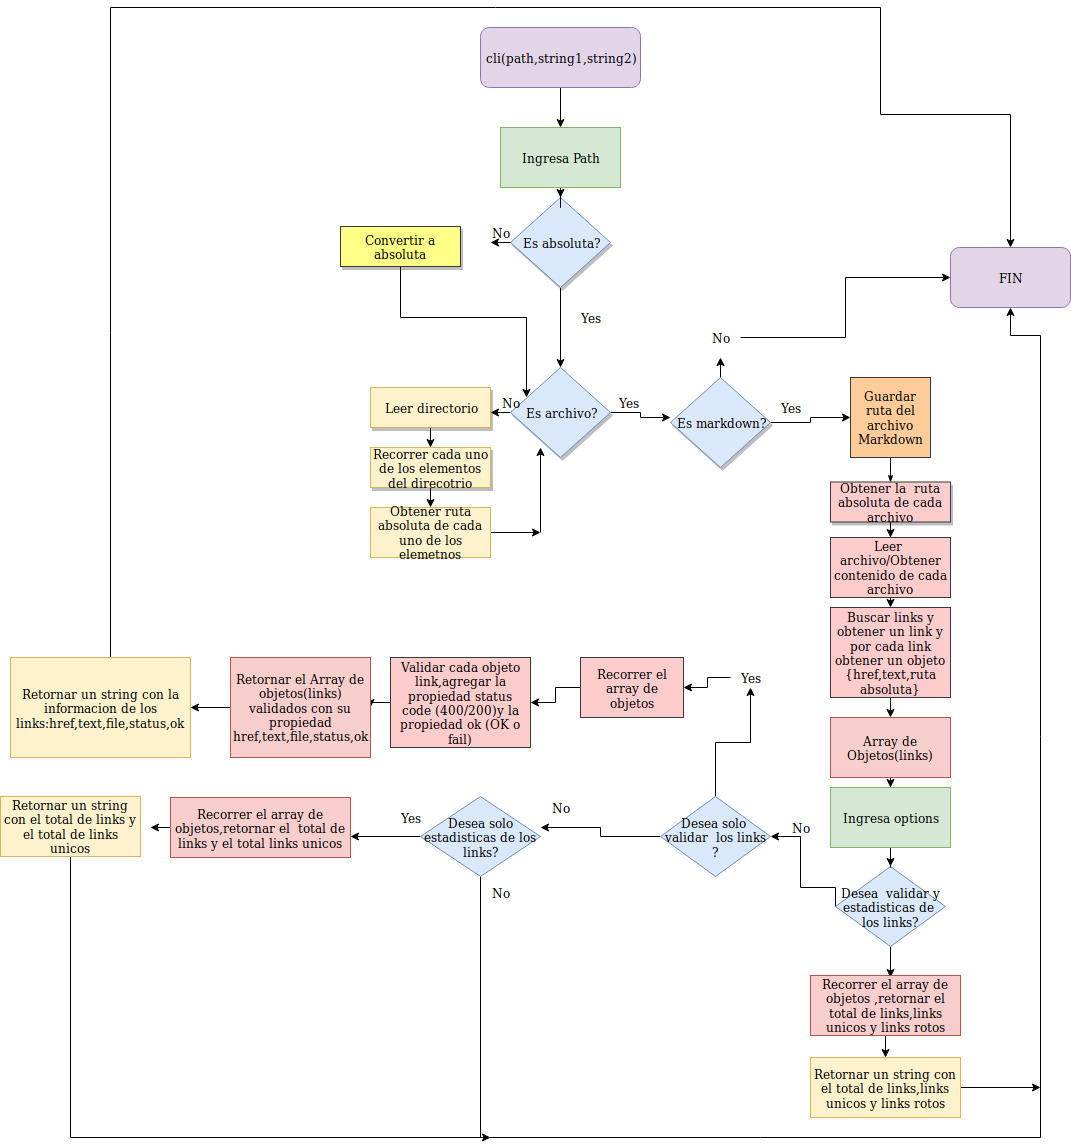 cli(path,string1,string2)
Ingresa Path
Es absoluta?
No
Convertir a
absoluta
Yes
Es archivo?
No
Leer directorio
Recorrer cada uno
de los elementos
del direcotrio
Obtener ruta
absoluta de cada
uno de los
elemetnos
Yes
Es markdown?
No
FIN
Yes
Guardar
ruta del
archivo
Markdown
Obtener la ruta
absoluta de cada
archivo
Leer
archivo/Obtener
contenido de cada
archivo
Buscar links y
obtener un link y
por cada link
obtener un objeto
{href,text,ruta
absoluta}
Array de
Objetos(links)
Ingresa options
Desea validar y
estadisticas de
los links?
Recorrer el array de
objetos ,retornar el
total de links,links
unicos y links rotos
Retornar un string con
el total de links,links
unicos y links rotos
No
Desea solo
validar los links
?
Yes
Recorrer el
array de
objetos
Validar cada objeto
link,agregar la
propiedad status
code (400/200)y la
propiedad ok (OK o
fail)
Retornar el Array de
objetos(links)
validados con su
propiedad
href,text,file,status,ok
Retornar un string con la
informacion de los
links:href,text,file,status,ok
No
Desea solo
estadisticas de los
links?
Yes
Recorrer el array de
objetos,retornar el total de
links y el total links unicos
Retornar un string
con el total de links y
el total de links
unicos
No